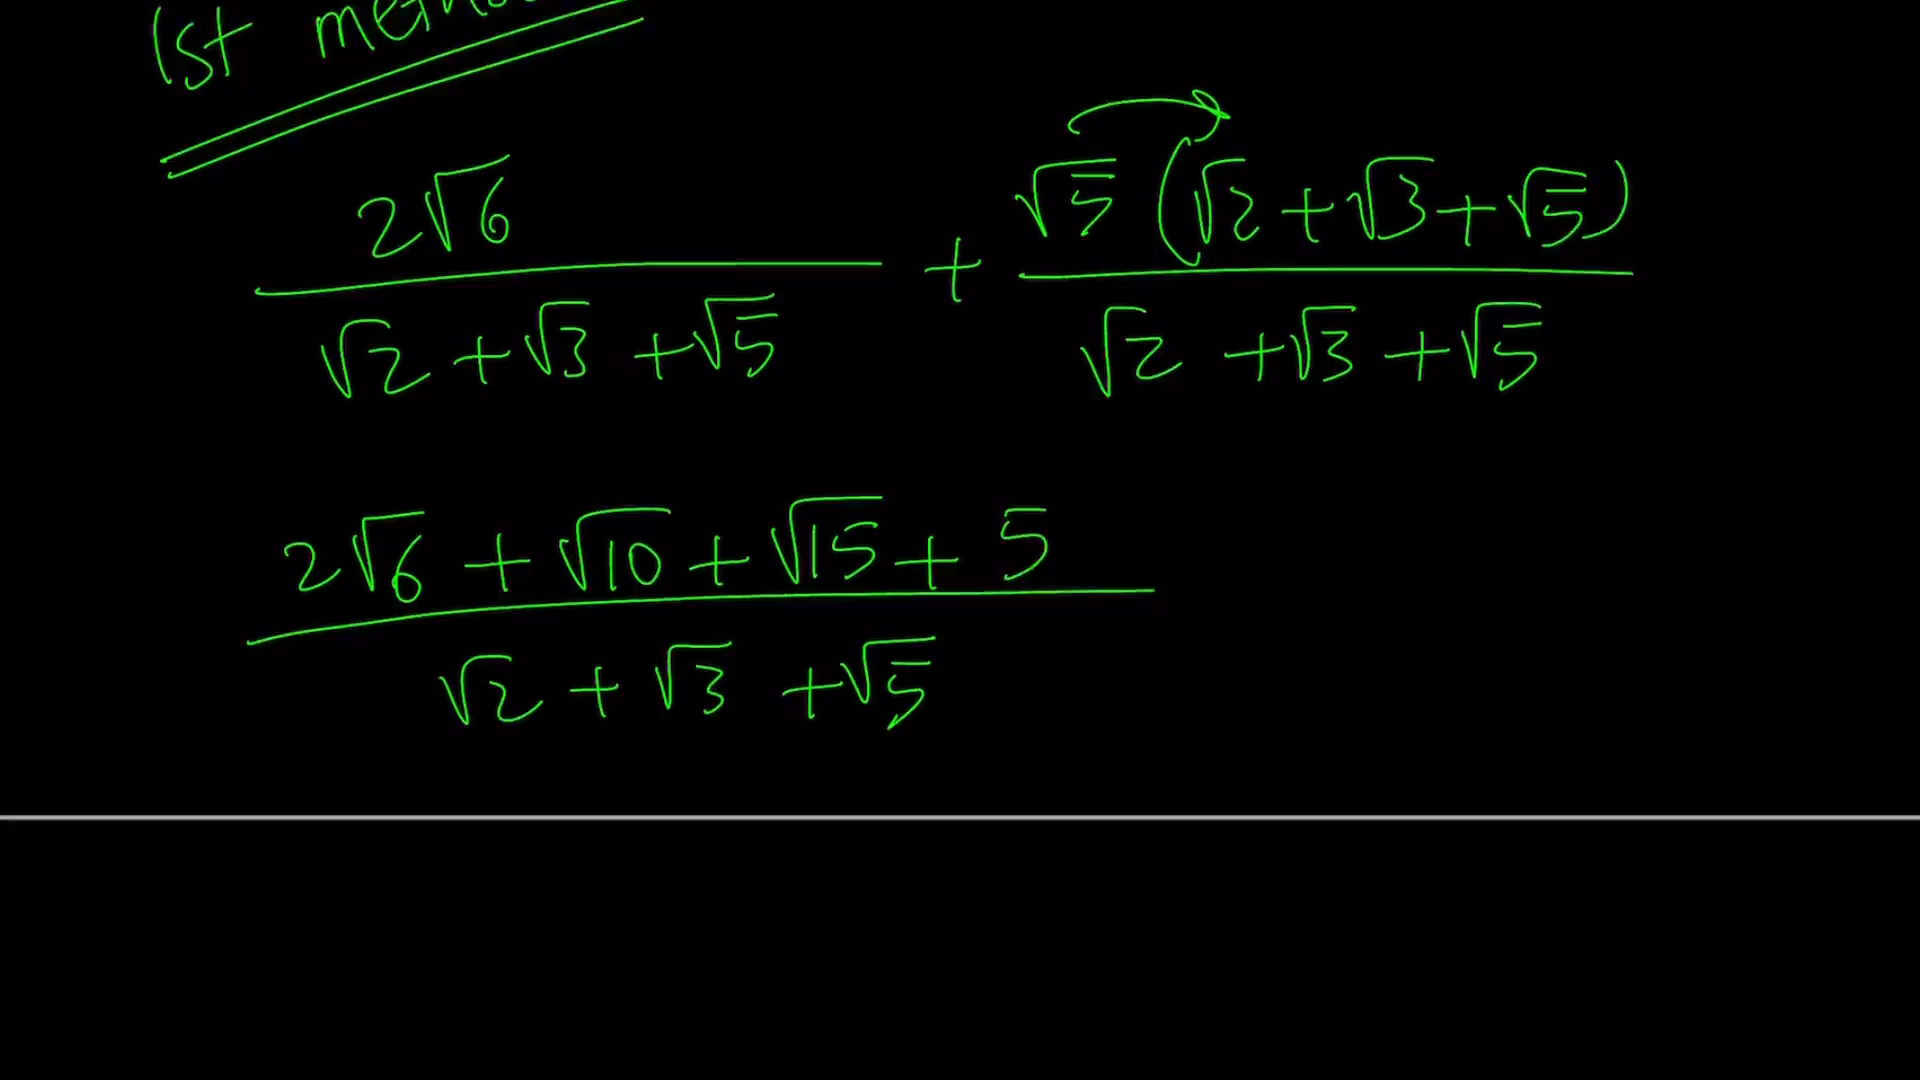 1st method
2√6 / (√2 + √3 + √5) + √5 (√2 + √3 + √5) / (√2 + √3 + √5)
(2√6 + √10 + √15 + 5) / (√2 + √3 + √5)